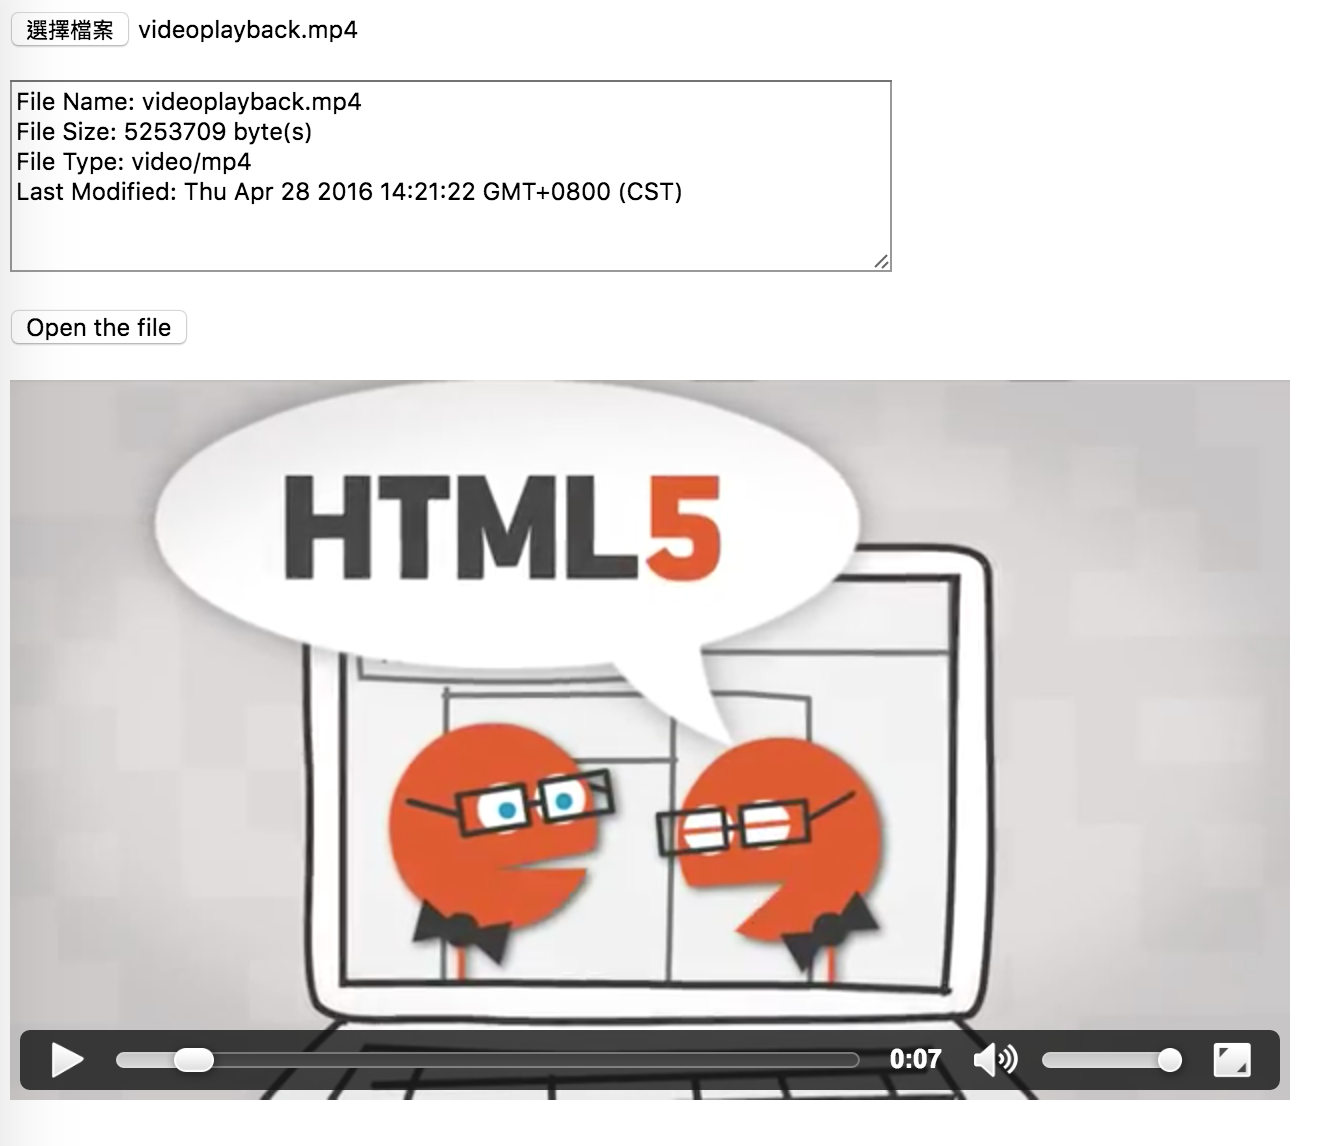 選擇檔案 videoplayback.mp4
File Name: videoplayback.mp4
File Size: 5253709 byte(s)
File Type: video/mp4
Last Modified: Thu Apr 28 2016 14:21:22 GMT+0800 (CST)
Open the file
HTML5
0:07